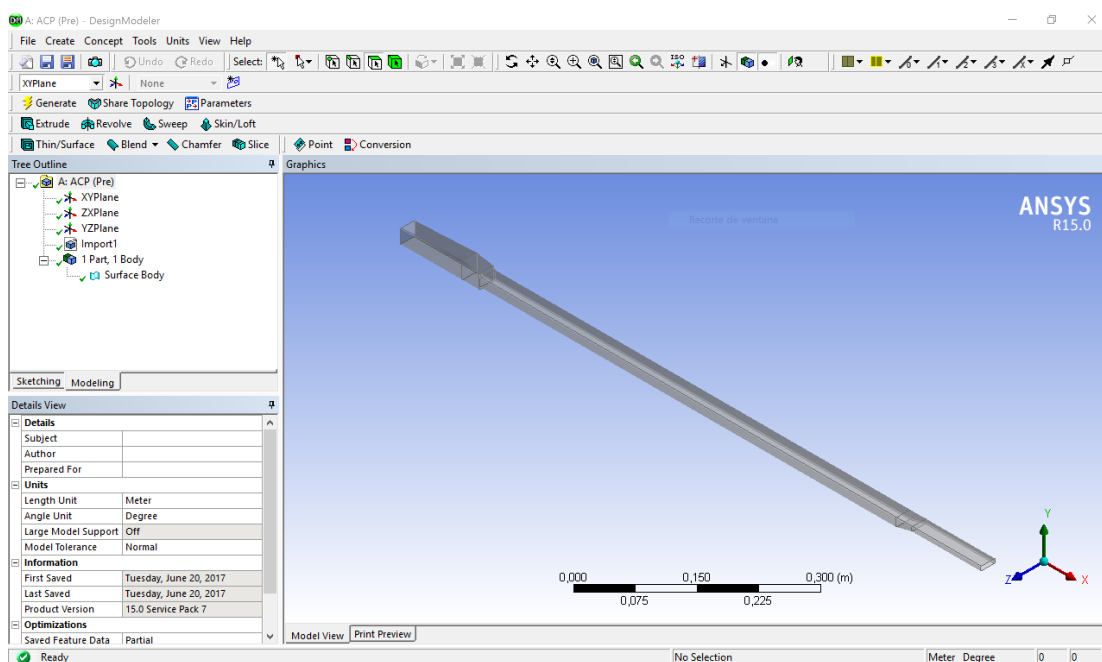 A: ACP (Pre) - DesignModeler
File Create Concept Tools Units View Help
Undo Redo Select:
XYPlane None
Generate Share Topology Parameters
Extrude Revolve Sweep Skin/Loft
Thin/Surface Blend Chamfer Slice Point Conversion
Tree Outline
A: ACP (Pre)
XYPlane
ZXPlane
YZPlane
Import1
1 Part, 1 Body
Surface Body
Sketching Modeling
Details View
Details
Subject
Author
Prepared For
Units
Length Unit Meter
Angle Unit Degree
Large Model Support Off
Model Tolerance Normal
Information
First Saved Tuesday, June 20, 2017
Last Saved Tuesday, June 20, 2017
Product Version 15.0 Service Pack 7
Optimizations
Saved Feature Data Partial
Graphics
Recorte de ventana
ANSYS
R15.0
0,000 0,150 0,300 (m)
0,075 0,225
Y
Z X
Model View Print Preview
Ready No Selection Meter Degree 0 0